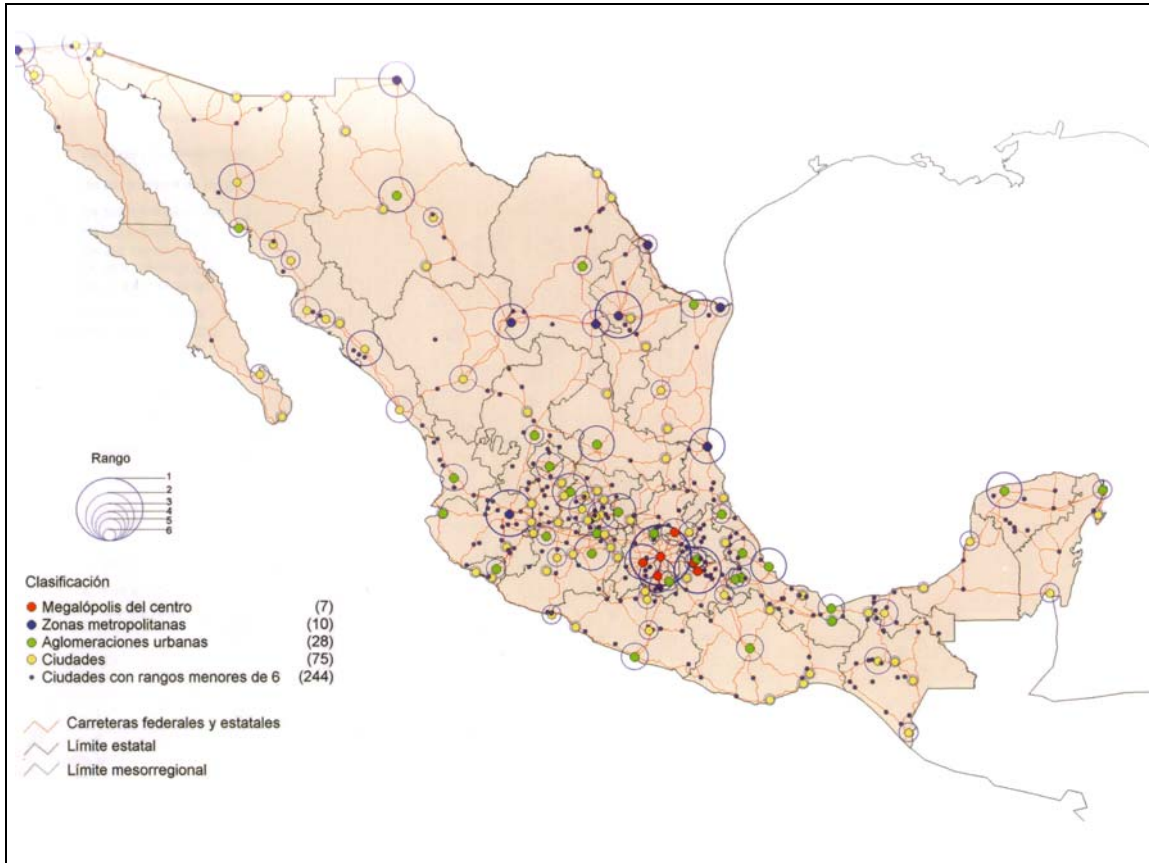 Rango
1
2
3
4
5
6
Clasificación
Megalópolis del centro (7)
Zonas metropolitanas (10)
Aglomeraciones urbanas (28)
Ciudades (75)
Ciudades con rangos menores de 6 (244)
Carreteras federales y estatales
Límite estatal
Límite mesorregional